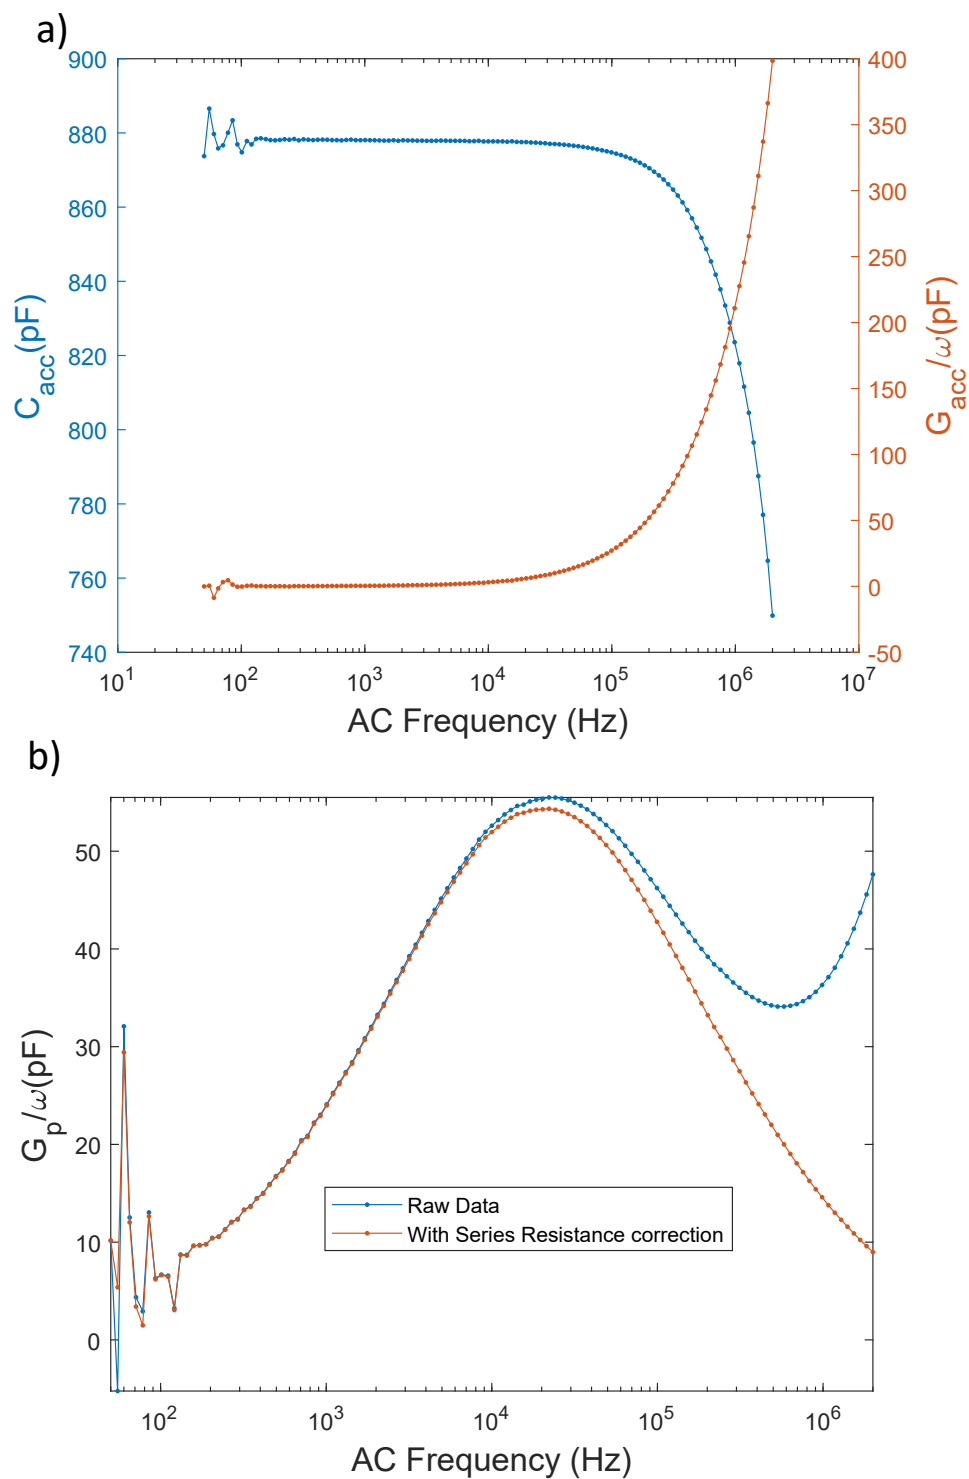 a)
900
880
860
840
820
800
780
760
740
C_acc(pF)
400
350
300
250
200
150
100
50
0
-50
G_acc/ω(pF)
10^1 10^2 10^3 10^4 10^5 10^6 10^7
AC Frequency (Hz)
b)
50
40
30
20
10
0
G_p/ω(pF)
Raw Data
With Series Resistance correction
10^2 10^3 10^4 10^5 10^6
AC Frequency (Hz)